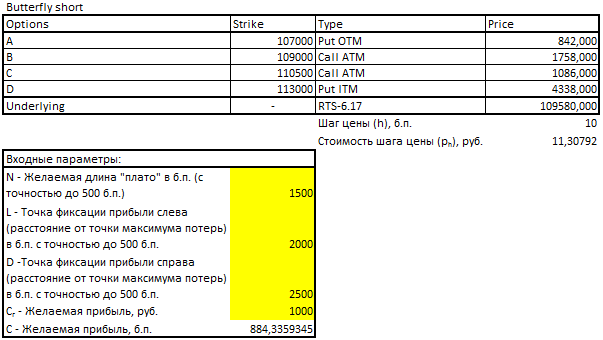 Butterfly short
Options Strike Type Price
A 107000 Put OTM 842,000
B 109000 Call ATM 1758,000
C 110500 Call ATM 1086,000
D 113000 Put ITM 4338,000
Underlying - RTS-6.17 109580,000
Шаг цены (h), б.п. 10
Стоимость шага цены (pₕ), руб. 11,30792
Входные параметры:
N - Желаемая длина "плато" в б.п. (с
точностью до 500 б.п.) 1500
L - Точка фиксации прибыли слева
(расстояние от точки максимума потерь)
в б.п. с точностью до 500 б.п. 2000
D -Точка фиксации прибыли справа
(расстояние от точки максимума потерь)
в б.п. с точностью до 500 б.п. 2500
Cᵣ - Желаемая прибыль, руб. 1000
C - Желаемая прибыль, б.п. 884,3359345